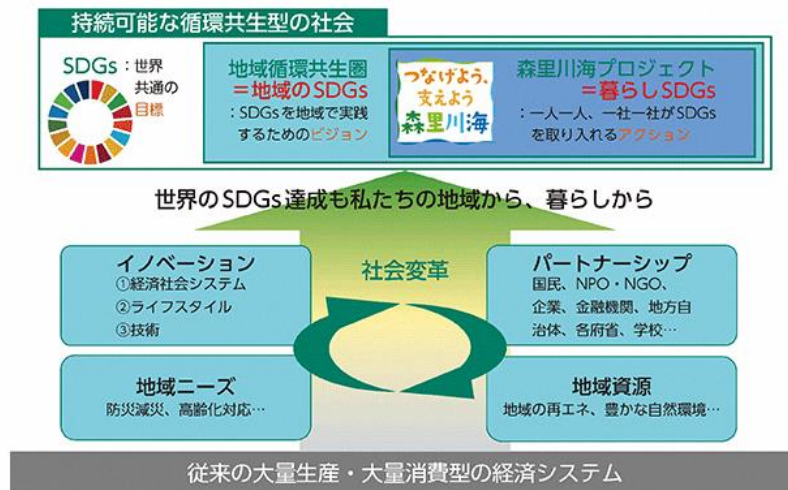 持続可能な循環共生型の社会
SDGs：世界
共通の
目標
地域循環共生圏
＝地域のSDGs
：SDGsを地域で実践
するためのビジョン
つなげよう、
支えよう
森里川海
森里川海プロジェクト
＝暮らしSDGs
：一人一人、一社一社がSDGs
を取り入れるアクション
世界のSDGs達成も私たちの地域から、暮らしから
イノベーション
①経済社会システム
②ライフスタイル
③技術
社会変革
パートナーシップ
国民、NPO・NGO、
企業、金融機関、地方自
治体、各府省、学校…
地域ニーズ
防災減災、高齢化対応…
地域資源
地域の再エネ、豊かな自然環境…
従来の大量生産・大量消費型の経済システム